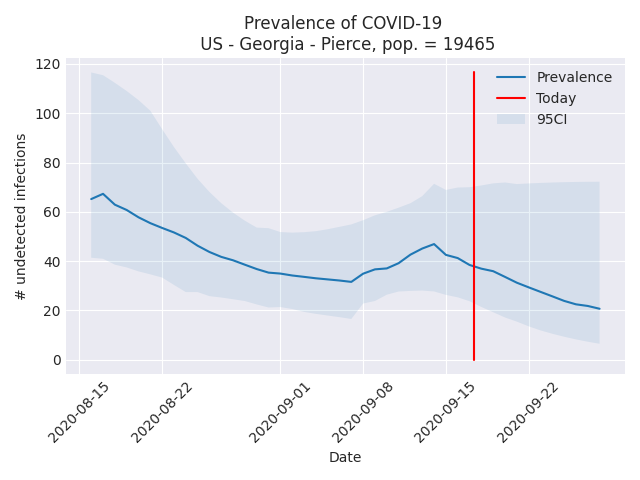 Prevalence of COVID-19
US - Georgia - Pierce, pop. = 19465
# undetected infections
120
100
80
60
40
20
0
Prevalence
Today
95CI
2020-08-15
2020-08-22
2020-09-01
2020-09-08
2020-09-15
2020-09-22
Date